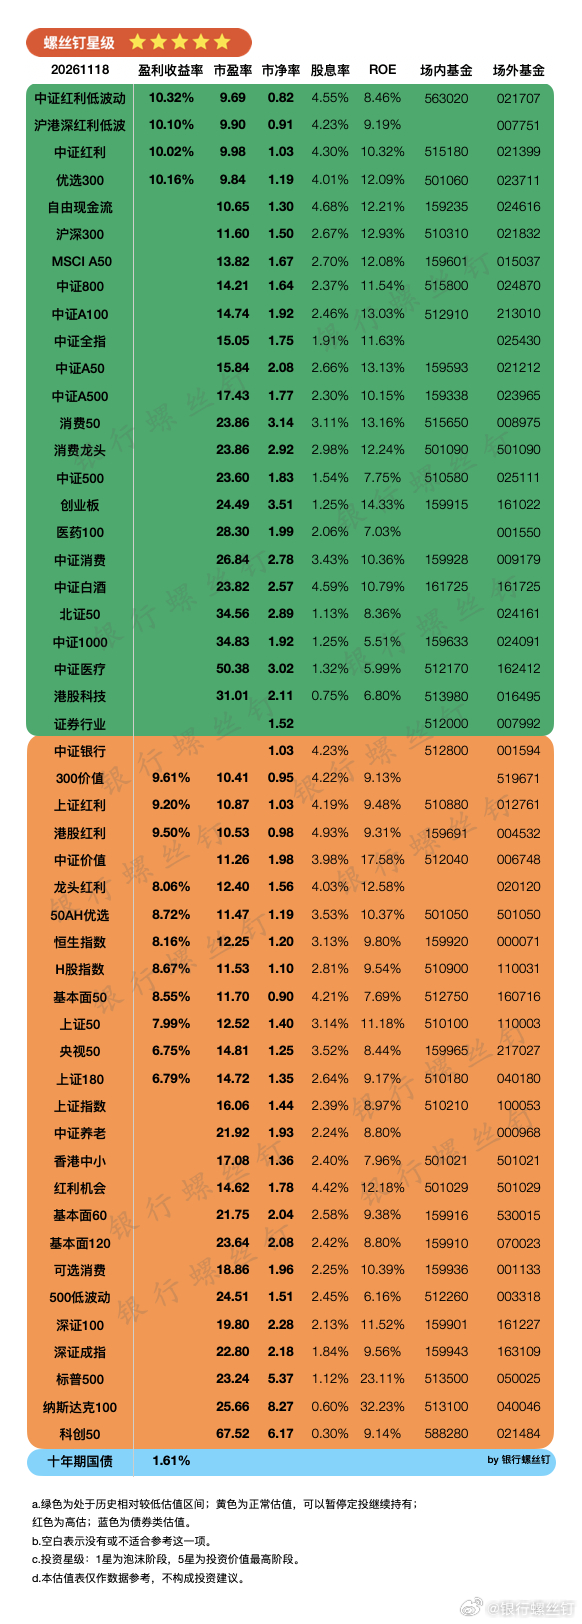 螺丝钉星级
20261118 盈利收益率 市盈率 市净率 股息率 ROE 场内基金 场外基金
中证红利低波动 10.32% 9.69 0.82 4.55% 8.46% 563020 021707
沪港深红利低波 10.10% 9.90 0.91 4.23% 9.19% 007751
中证红利 10.02% 9.98 1.03 4.30% 10.32% 515180 021399
优选300 10.16% 9.84 1.19 4.01% 12.09% 501060 023711
自由现金流 10.65 1.30 4.68% 12.21% 159235 024616
沪深300 11.60 1.50 2.67% 12.93% 510310 021832
MSCI A50 13.82 1.67 2.70% 12.08% 159601 015037
中证800 14.21 1.64 2.37% 11.54% 515800 024870
中证A100 14.74 1.92 2.46% 13.03% 512910 213010
中证全指 15.05 1.75 1.91% 11.63% 025430
中证A50 15.84 2.08 2.66% 13.13% 159593 021212
中证A500 17.43 1.77 2.30% 10.15% 159338 023965
消费50 23.86 3.14 3.11% 13.16% 515650 008975
消费龙头 23.86 2.92 2.98% 12.24% 501090 501090
中证500 23.60 1.83 1.54% 7.75% 510580 025111
创业板 24.49 3.51 1.25% 14.33% 159915 161022
医药100 28.30 1.99 2.06% 7.03% 001550
中证消费 26.84 2.78 3.43% 10.36% 159928 009179
中证白酒 23.82 2.57 4.59% 10.79% 161725 161725
北证50 34.56 2.89 1.13% 8.36% 024161
中证1000 34.83 1.92 1.25% 5.51% 159633 024091
中证医疗 50.38 3.02 1.32% 5.99% 512170 162412
港股科技 31.01 2.11 0.75% 6.80% 513980 016495
证券行业 1.52 512000 007992
中证银行 1.03 4.23% 512800 001594
300价值 9.61% 10.41 0.95 4.22% 9.13% 519671
上证红利 9.20% 10.87 1.03 4.19% 9.48% 510880 012761
港股红利 9.50% 10.53 0.98 4.93% 9.31% 159691 004532
中证价值 11.26 1.98 3.98% 17.58% 512040 006748
龙头红利 8.06% 12.40 1.56 4.03% 12.58% 020120
50AH优选 8.72% 11.47 1.19 3.53% 10.37% 501050 501050
恒生指数 8.16% 12.25 1.20 3.13% 9.80% 159920 000071
H股指数 8.67% 11.53 1.10 2.81% 9.54% 510900 110031
基本面50 8.55% 11.70 0.90 4.21% 7.69% 512750 160716
上证50 7.99% 12.52 1.40 3.14% 11.18% 510100 110003
央视50 6.75% 14.81 1.25 3.52% 8.44% 159965 217027
上证180 6.79% 14.72 1.35 2.64% 9.17% 510180 040180
上证指数 16.06 1.44 2.39% 8.97% 510210 100053
中证养老 21.92 1.93 2.24% 8.80% 000968
香港中小 17.08 1.36 2.40% 7.96% 501021 501021
红利机会 14.62 1.78 4.42% 12.18% 501029 501029
基本面60 21.75 2.04 2.58% 9.38% 159916 530015
基本面120 23.64 2.08 2.42% 8.80% 159910 070023
可选消费 18.86 1.96 2.25% 10.39% 159936 001133
500低波动 24.51 1.51 2.45% 6.16% 512260 003318
深证100 19.80 2.28 2.13% 11.52% 159901 161227
深证成指 22.80 2.18 1.84% 9.56% 159943 163109
标普500 23.24 5.37 1.12% 23.11% 513500 050025
纳斯达克100 25.66 8.27 0.60% 32.23% 513100 040046
科创50 67.52 6.17 0.30% 9.14% 588280 021484
十年期国债 1.61% by 银行螺丝钉
a.绿色为处于历史相对较低估值区间；黄色为正常估值，可以暂停定投继续持有；
红色为高估；蓝色为债券类估值。
b.空白表示没有或不适合参考这一项。
c.投资星级：1星为泡沫阶段，5星为投资价值最高阶段。
d.本估值表仅作数据参考，不构成投资建议。
@银行螺丝钉